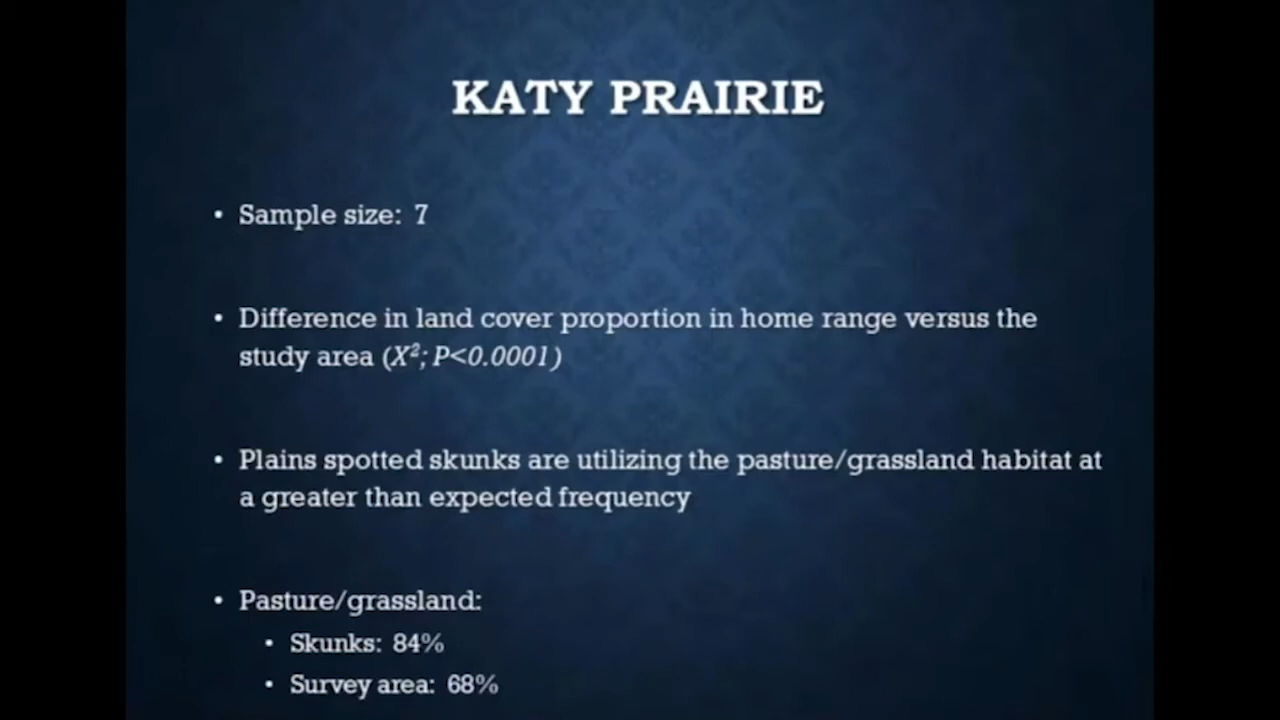 KATY PRAIRIE
• Sample size: 7
• Difference in land cover proportion in home range versus the
study area (X²; P<0.0001)
• Plains spotted skunks are utilizing the pasture/grassland habitat at
a greater than expected frequency
• Pasture/grassland:
• Skunks: 84%
• Survey area: 68%